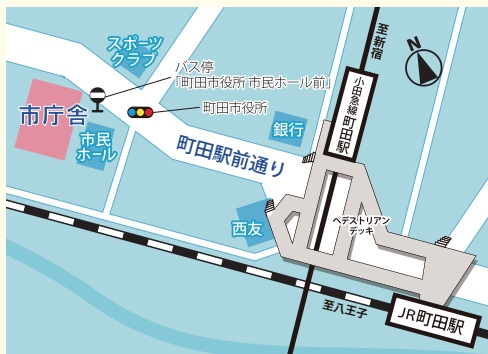 スポーツ
クラブ
バス停
「町田市役所 市民ホール前」
町田市役所
市庁舎
市民
ホール
町田駅前通り
銀行
西友
至新宿
N
小田急線町田駅
ペデストリアン
デッキ
至八王子
JR町田駅